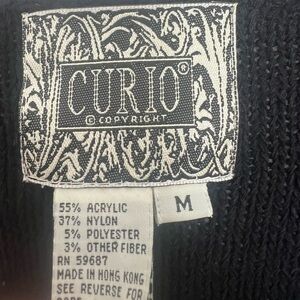 CURIO®
© COPYRIGHT
M
55% ACRYLIC
37% NYLON
5% POLYESTER
3% OTHER FIBER
RN 59687
MADE IN HONG KONG
SEE REVERSE FOR
CARE